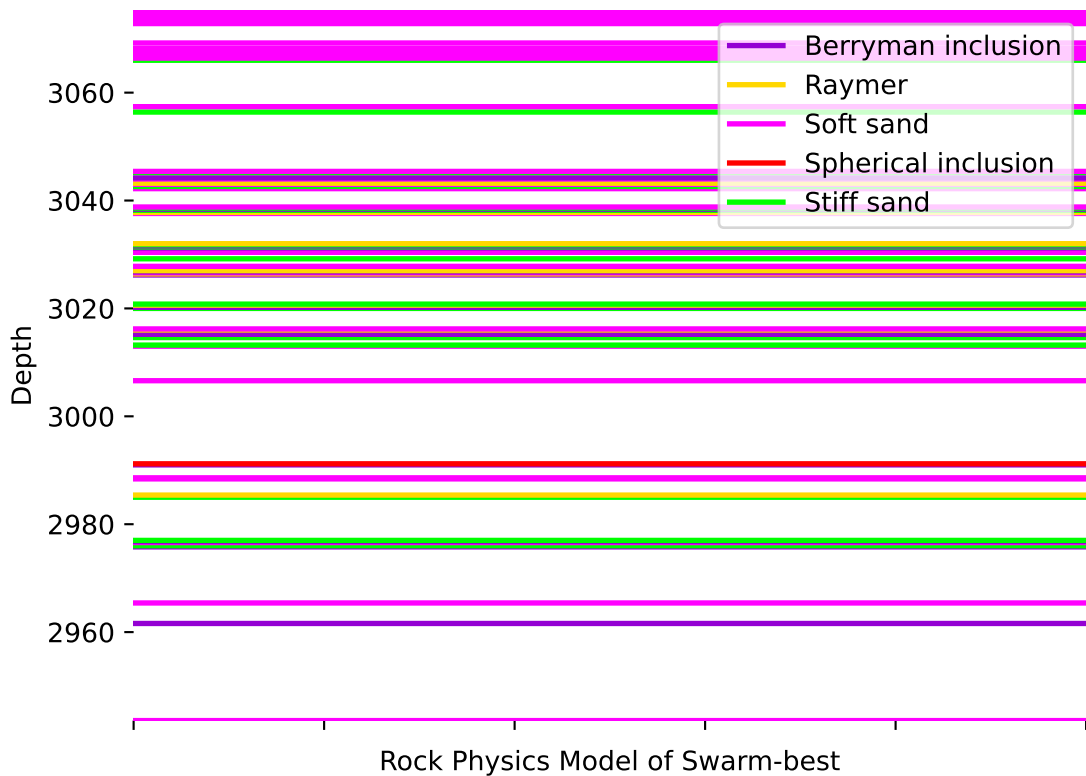 Berryman inclusion
Raymer
Soft sand
Spherical inclusion
Stiff sand
3060
3040
3020
3000
2980
2960
Depth
Rock Physics Model of Swarm-best